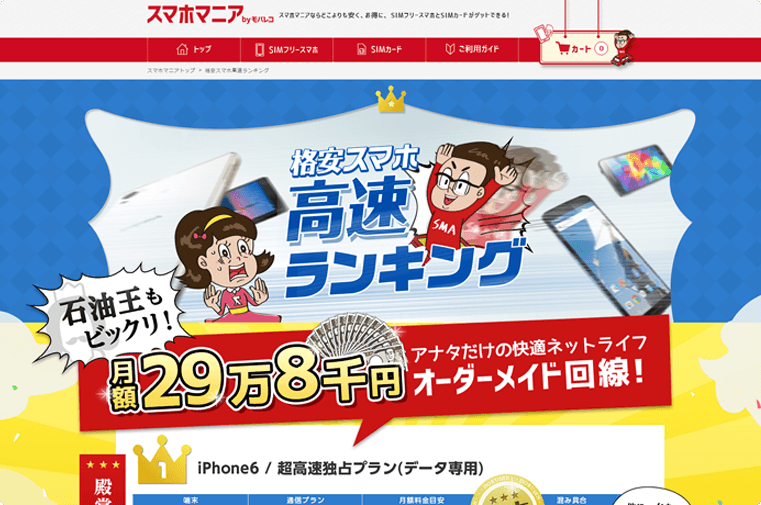 スマホマニア by モバレコ
スマホマニアならどこよりも安く、お得に、SIMフリースマホとSIMカードがゲットできる!
トップ
SIMフリースマホ
SIMカード
ご利用ガイド
カート 0
スマホマニアトップ > 格安スマホ高速ランキング
格安スマホ
高速
ランキング
SMA
石油王も
ビックリ!
月額29万8千円
アナタだけの快適ネットライフ
オーダーメイド回線!
1
iPhone6 / 超高速独占プラン(データ専用)
殿堂
端末
通信プラン
月額料金目安
混み具合